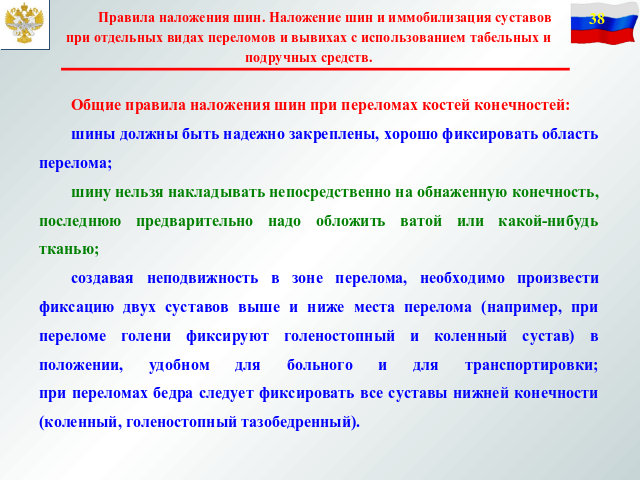 Правила наложения шин. Наложение шин и иммобилизация суставов
при отдельных видах переломов и вывихах с использованием табельных и
подручных средств.
38
Общие правила наложения шин при переломах костей конечностей:
шины должны быть надежно закреплены, хорошо фиксировать область
перелома;
шину нельзя накладывать непосредственно на обнаженную конечность,
последнюю предварительно надо обложить ватой или какой-нибудь
тканью;
создавая неподвижность в зоне перелома, необходимо произвести
фиксацию двух суставов выше и ниже места перелома (например, при
переломе голени фиксируют голеностопный и коленный сустав) в
положении, удобном для больного и для транспортировки;
при переломах бедра следует фиксировать все суставы нижней конечности
(коленный, голеностопный тазобедренный).